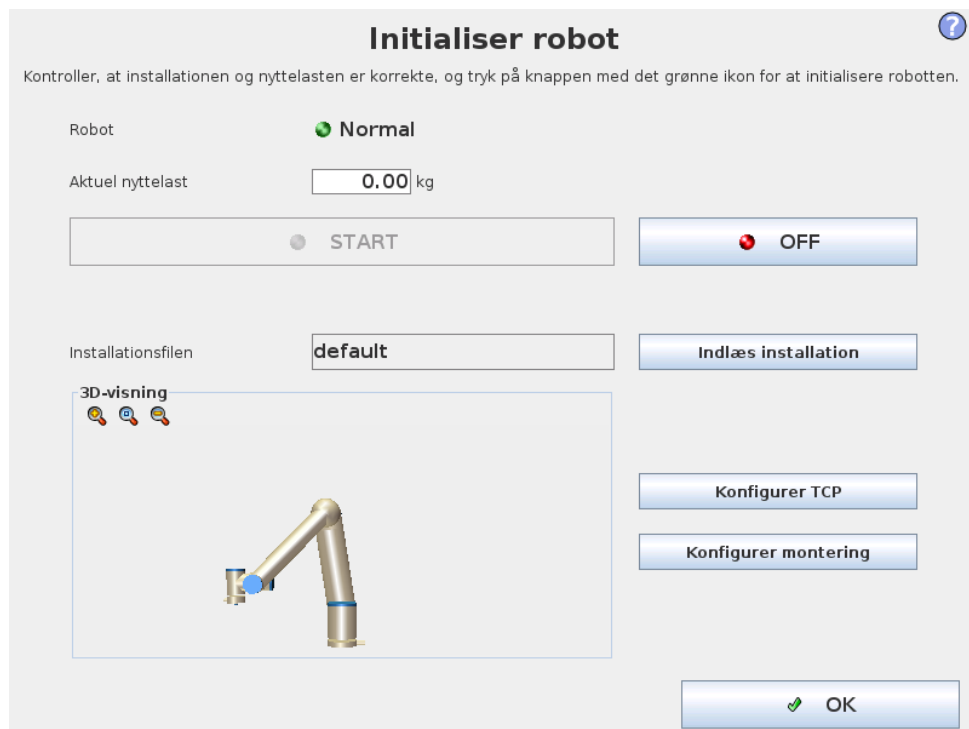 Initialiser robot
?
Kontroller, at installationen og nyttelasten er korrekte, og tryk på knappen med det grønne ikon for at initialisere robotten.
Robot
Normal
Aktuel nyttelast
0.00 kg
START
OFF
Installationsfilen
default
Indlæs installation
3D-visning
Konfigurer TCP
Konfigurer montering
OK